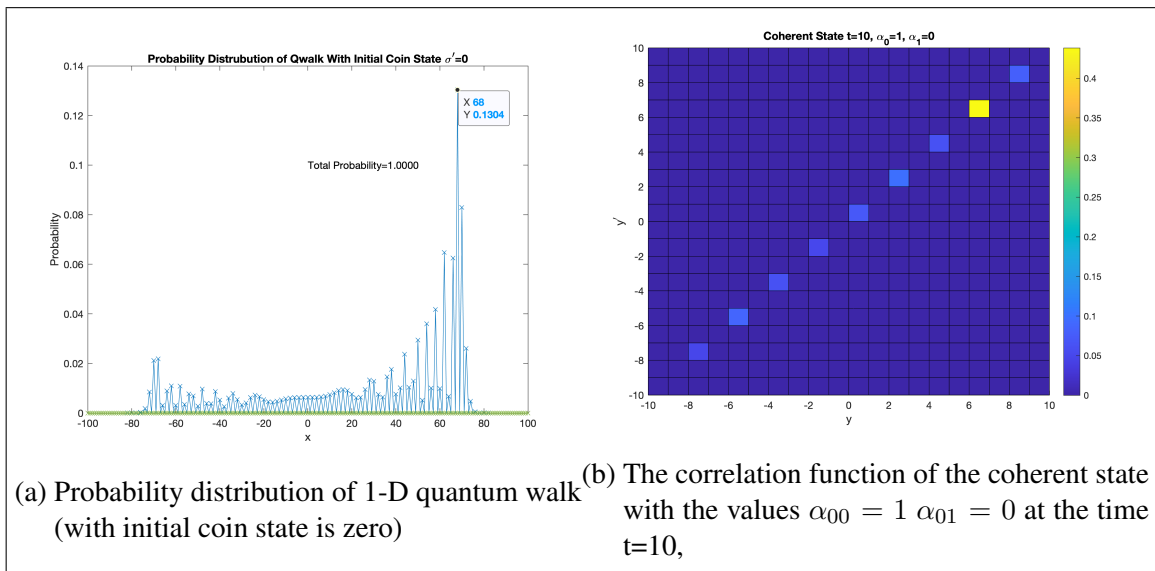 Probability Distrubution of Qwalk With Initial Coin State σ'=0
0.14
0.12
0.1
0.08
0.06
0.04
0.02
0
Probability
X 68
Y 0.1304
Total Probability=1.0000
-100 -80 -60 -40 -20 0 20 40 60 80 100
x
(a) Probability distribution of 1-D quantum walk
(with initial coin state is zero)
Coherent State t=10, α₀=1, α₁=0
10
8
6
4
2
0
-2
-4
-6
-8
-10
y'
-10 -8 -6 -4 -2 0 2 4 6 8 10
y
0.4
0.35
0.3
0.25
0.2
0.15
0.1
0.05
0
(b) The correlation function of the coherent state
with the values α₀₀ = 1 α₀₁ = 0 at the time
t=10,